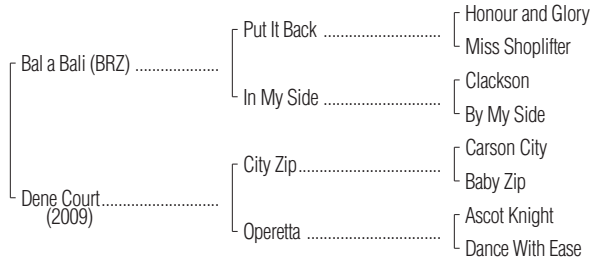 Honour and Glory
Put It Back ..............................
Miss Shoplifter
Bal a Bali (BRZ) .....................
Clackson
In My Side ...............................
By My Side
Carson City
City Zip....................................
Baby Zip
Dene Court.............................
(2009)
Ascot Knight
Operetta ..................................
Dance With Ease